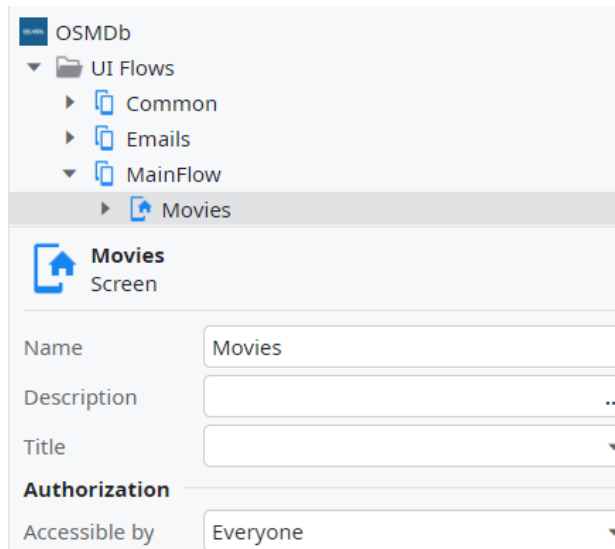 OSMDb
UI Flows
Common
Emails
MainFlow
Movies
Movies
Screen
Name Movies
Description ..
Title
Authorization
Accessible by Everyone